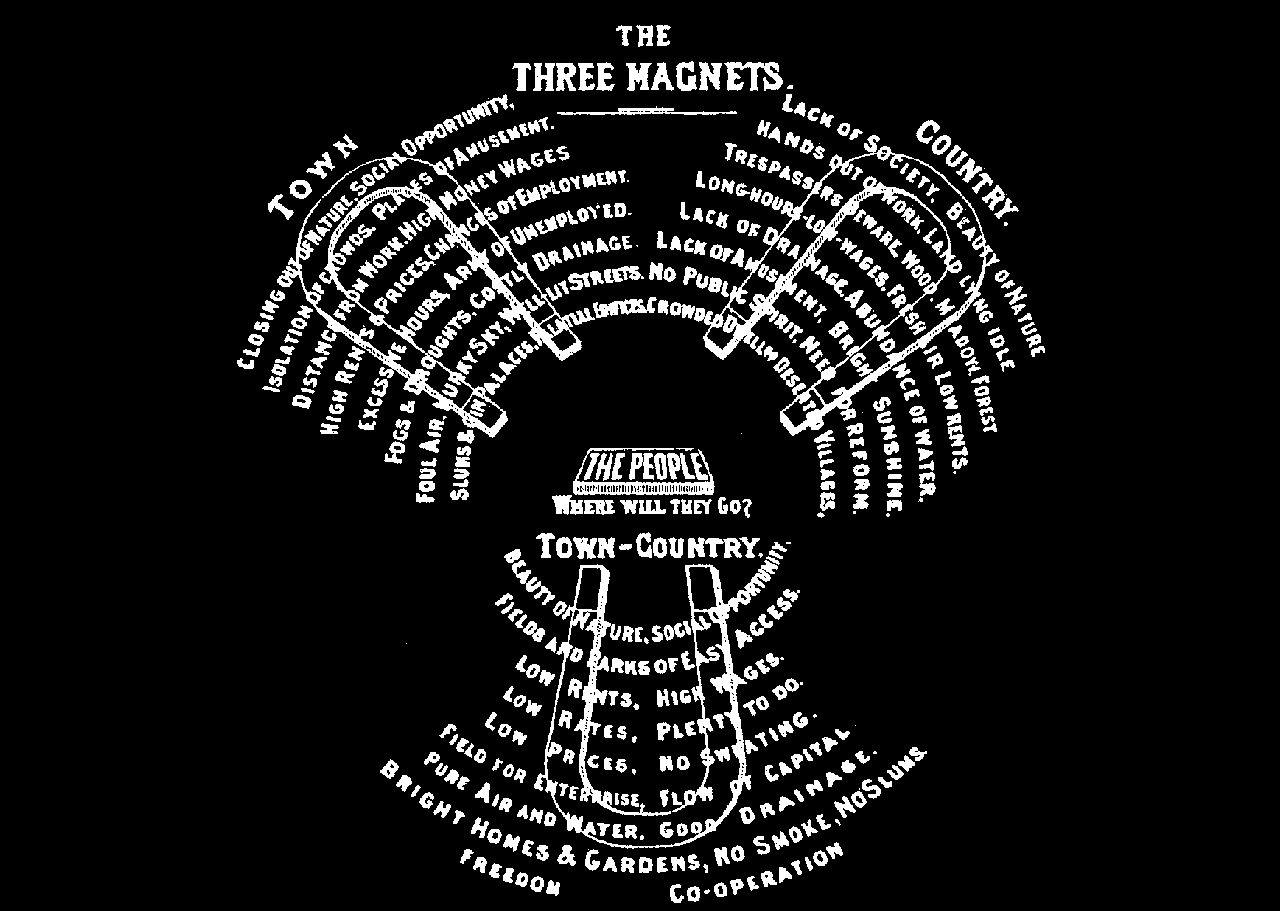 THE
THREE MAGNETS.
TOWN
CLOSING OUT OF NATURE. SOCIAL OPPORTUNITY.
ISOLATION OF CROWDS. PLACES OF AMUSEMENT.
DISTANCE FROM WORK. HIGH MONEY WAGES
HIGH RENTS & PRICES. CHANCES OF EMPLOYMENT.
EXCESSIVE HOURS. ARMY OF UNEMPLOYED.
FOGS & DROUGHTS. COSTLY DRAINAGE.
FOUL AIR. MURKY SKY. WELL-LIT STREETS.
SLUMS & GIN PALACES. EDIFICES.
COUNTRY.
LACK OF SOCIETY. BEAUTY OF NATURE
HANDS OUT OF WORK. LAND LYING IDLE
TRESPASSERS BEWARE. WOOD, MEADOW, FOREST
LONG-HOURS-LOW-WAGES. FRESH AIR LOW RENTS.
LACK OF DRAINAGE. ABUNDANCE OF WATER.
LACK OF AMUSEMENT. BRIGHT SUNSHINE.
NO PUBLIC SPIRIT. NEED FOR REFORM.
CROWDED DWELLINGS DESERTED VILLAGES,
THE PEOPLE
WHERE WILL THEY GO?
TOWN-COUNTRY.
BEAUTY OF NATURE, SOCIAL OPPORTUNITY.
FIELDS AND PARKS OF EASY ACCESS.
LOW RENTS, HIGH WAGES.
LOW RATES, PLENTY TO DO.
LOW PRICES, NO SWEATING.
FIELD FOR ENTERPRISE, FLOW OF CAPITAL
PURE AIR AND WATER, GOOD DRAINAGE.
BRIGHT HOMES & GARDENS, NO SMOKE, NO SLUMS.
FREEDOM
CO-OPERATION